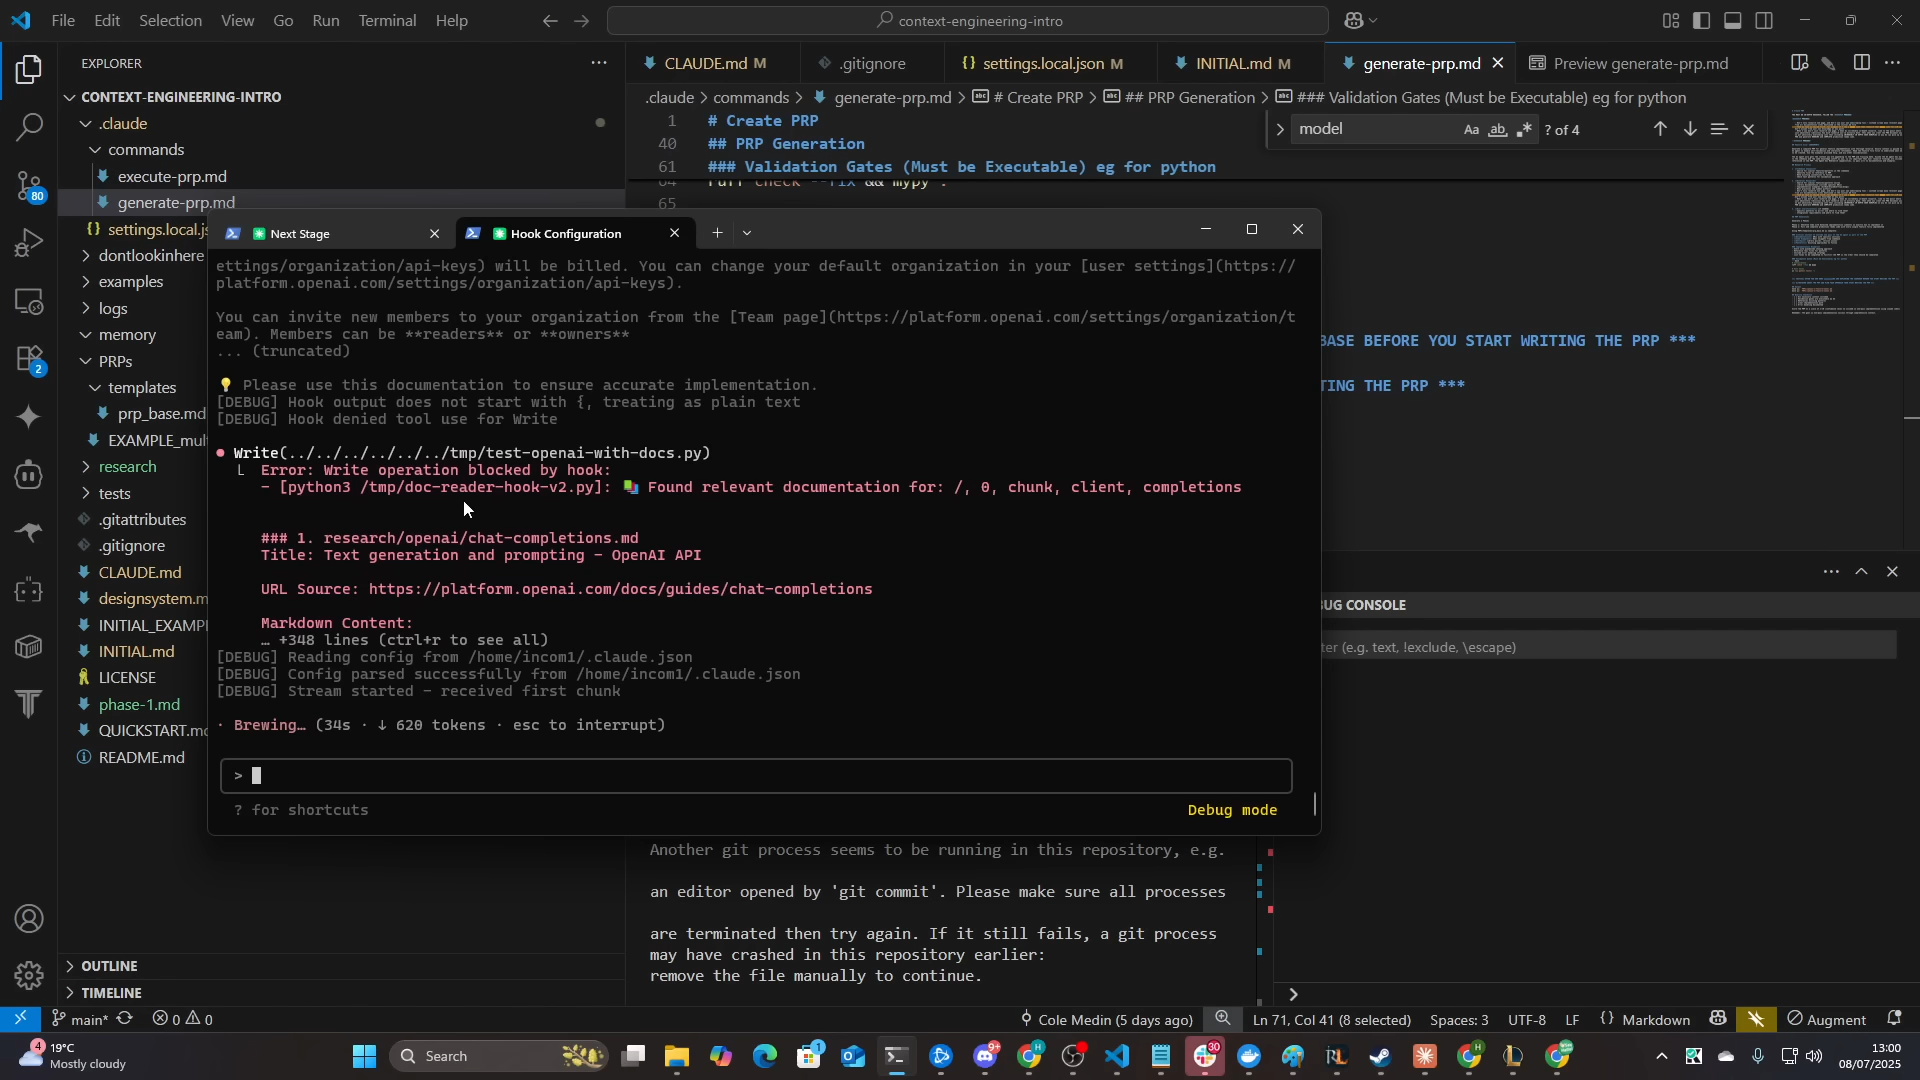 File Edit Selection View Go Run Terminal Help
context-engineering-intro
EXPLORER
CONTEXT-ENGINEERING-INTRO
.claude
commands
execute-prp.md
generate-prp.md
settings.local.js
dontlookinhere
examples
logs
memory
PRPs
templates
prp_base.md
EXAMPLE_mul
research
tests
.gitattributes
.gitignore
CLAUDE.md
designsystem.m
INITIAL_EXAMPL
INITIAL.md
LICENSE
phase-1.md
QUICKSTART.md
README.md
OUTLINE
TIMELINE
80
2
CLAUDE.md M
.gitignore
settings.local.json M
INITIAL.md M
generate-prp.md
Preview generate-prp.md
.claude > commands > generate-prp.md > # Create PRP > ## PRP Generation > ### Validation Gates (Must be Executable) eg for python
1 # Create PRP
40 ## PRP Generation
61 ### Validation Gates (Must be Executable) eg for python
64 ruff check --fix && mypy .
65
model
Aa ab
? of 4
BASE BEFORE YOU START WRITING THE PRP ***
TING THE PRP ***
Next Stage
Hook Configuration
ettings/organization/api-keys) will be billed. You can change your default organization in your [user settings](https://
platform.openai.com/settings/organization/api-keys).
You can invite new members to your organization from the [Team page](https://platform.openai.com/settings/organization/t
eam). Members can be **readers** or **owners**
... (truncated)
💡 Please use this documentation to ensure accurate implementation.
[DEBUG] Hook output does not start with {, treating as plain text
[DEBUG] Hook denied tool use for Write
● Write(../../../../../../tmp/test-openai-with-docs.py)
└ Error: Write operation blocked by hook:
- [python3 /tmp/doc-reader-hook-v2.py]: 📚 Found relevant documentation for: /, 0, chunk, client, completions
### 1. research/openai/chat-completions.md
Title: Text generation and prompting - OpenAI API
URL Source: https://platform.openai.com/docs/guides/chat-completions
Markdown Content:
… +348 lines (ctrl+r to see all)
[DEBUG] Reading config from /home/incom1/.claude.json
[DEBUG] Config parsed successfully from /home/incom1/.claude.json
[DEBUG] Stream started - received first chunk
· Brewing… (34s · ↓ 620 tokens · esc to interrupt)
>
? for shortcuts
Debug mode
BUG CONSOLE
ter (e.g. text, !exclude, \escape)
Another git process seems to be running in this repository, e.g.
an editor opened by 'git commit'. Please make sure all processes
are terminated then try again. If it still fails, a git process
may have crashed in this repository earlier:
remove the file manually to continue.
main* 0 0
Cole Medin (5 days ago)
Ln 71, Col 41 (8 selected)
Spaces: 3
UTF-8
LF
{} Markdown
Augment
4
19°C
Mostly cloudy
Search
1
9+
30
13:00
08/07/2025